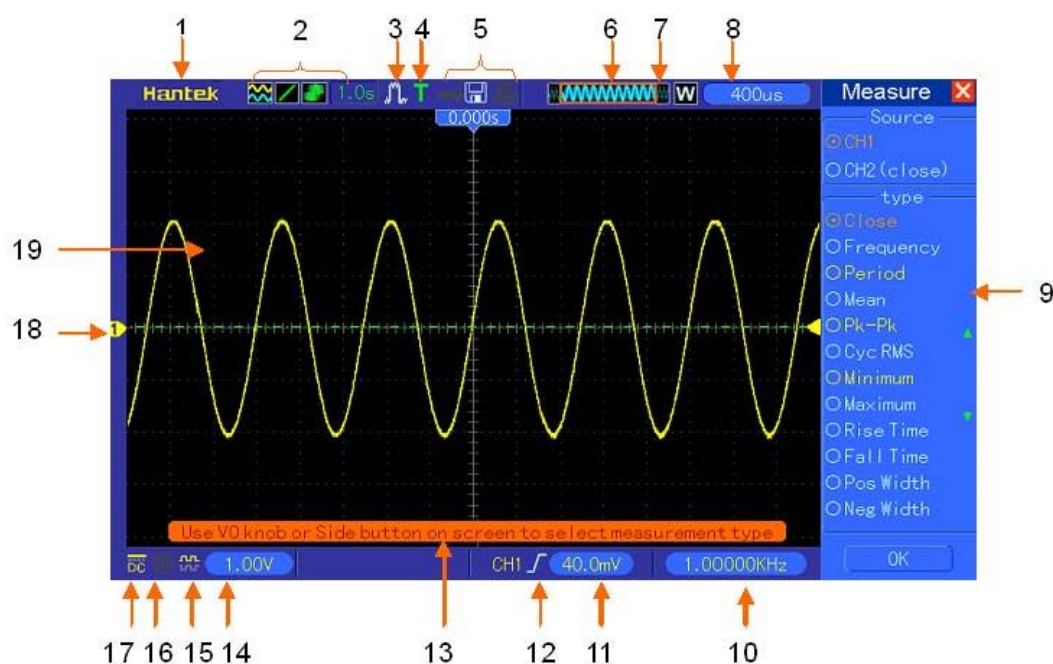 1 2 3 4 5 6 7 8
Hantek 1.0s T W 400us
0.000s
Measure X
Source
CH1
CH2(close)
type
Close
Frequency
Period
Mean
Pk-Pk
Cyc RMS
Minimum
Maximum
Rise Time
Fall Time
Pos Width
Neg Width
OK
9
19
18
1
Use V0 knob or Side button on screen to select measurement type
DC 1.00V CH1 40.0mV 1.00000KHz
17 16 15 14 13 12 11 10